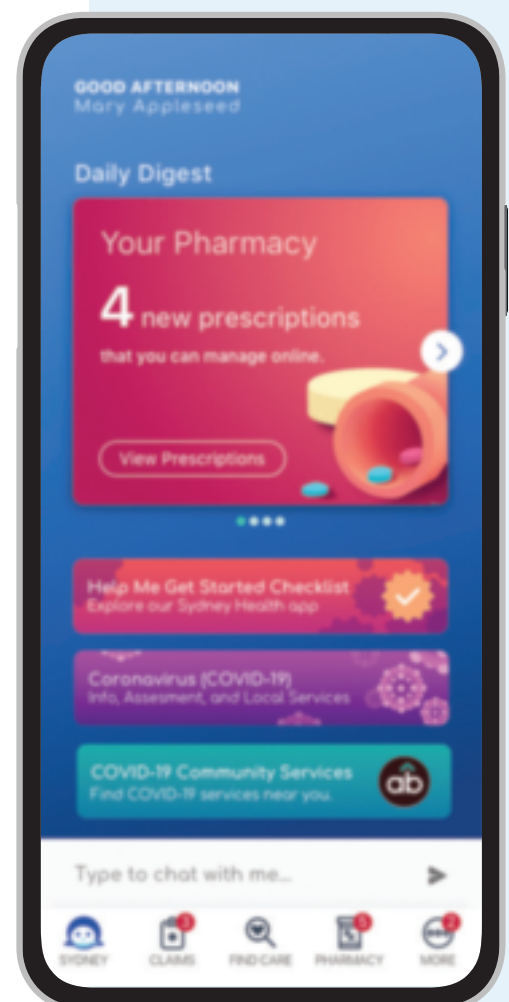 GOOD AFTERNOON
Mary Appleseed
Daily Digest
Your Pharmacy
4 new prescriptions
that you can manage online.
View Prescriptions
Help Me Get Started Checklist
Explore our Sydney Health app
Coronavirus (COVID-19)
Info, Assesment, and Local Services
COVID-19 Community Services
Find COVID-19 services near you.
ab
Type to chat with me...
3 5 2
SYDNEY CLAIMS FIND CARE PHARMACY MORE